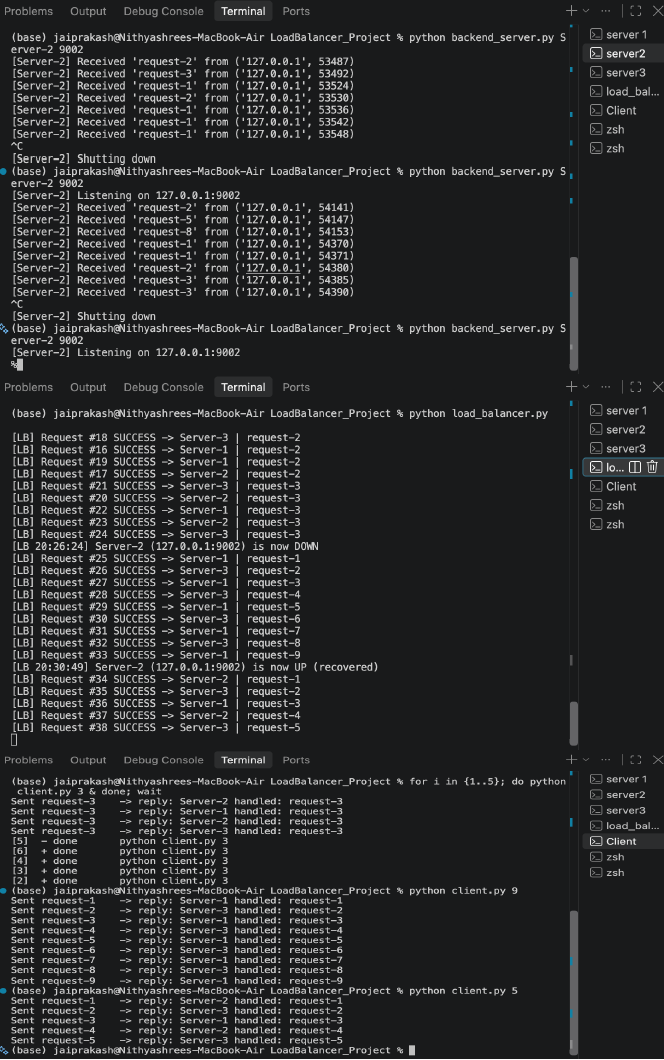 Problems Output Debug Console Terminal Ports
(base) jaiprakash@Nithyashrees-MacBook-Air LoadBalancer_Project % python backend_server.py S
erver-2 9002
[Server-2] Received 'request-2' from ('127.0.0.1', 53487)
[Server-2] Received 'request-3' from ('127.0.0.1', 53492)
[Server-2] Received 'request-1' from ('127.0.0.1', 53524)
[Server-2] Received 'request-2' from ('127.0.0.1', 53530)
[Server-2] Received 'request-1' from ('127.0.0.1', 53536)
[Server-2] Received 'request-1' from ('127.0.0.1', 53542)
[Server-2] Received 'request-1' from ('127.0.0.1', 53548)
^C
[Server-2] Shutting down
(base) jaiprakash@Nithyashrees-MacBook-Air LoadBalancer_Project % python backend_server.py S
erver-2 9002
[Server-2] Listening on 127.0.0.1:9002
[Server-2] Received 'request-2' from ('127.0.0.1', 54141)
[Server-2] Received 'request-5' from ('127.0.0.1', 54147)
[Server-2] Received 'request-8' from ('127.0.0.1', 54153)
[Server-2] Received 'request-1' from ('127.0.0.1', 54370)
[Server-2] Received 'request-1' from ('127.0.0.1', 54371)
[Server-2] Received 'request-2' from ('127.0.0.1', 54380)
[Server-2] Received 'request-3' from ('127.0.0.1', 54385)
[Server-2] Received 'request-3' from ('127.0.0.1', 54390)
^C
[Server-2] Shutting down
(base) jaiprakash@Nithyashrees-MacBook-Air LoadBalancer_Project % python backend_server.py S
erver-2 9002
[Server-2] Listening on 127.0.0.1:9002
%
server 1
server2
server3
load_bal...
Client
zsh
zsh
Problems Output Debug Console Terminal Ports
(base) jaiprakash@Nithyashrees-MacBook-Air LoadBalancer_Project % python load_balancer.py
[LB] Request #18 SUCCESS -> Server-3 | request-2
[LB] Request #16 SUCCESS -> Server-1 | request-2
[LB] Request #19 SUCCESS -> Server-1 | request-2
[LB] Request #17 SUCCESS -> Server-2 | request-2
[LB] Request #21 SUCCESS -> Server-3 | request-3
[LB] Request #20 SUCCESS -> Server-2 | request-3
[LB] Request #22 SUCCESS -> Server-1 | request-3
[LB] Request #23 SUCCESS -> Server-2 | request-3
[LB] Request #24 SUCCESS -> Server-3 | request-3
[LB 20:26:24] Server-2 (127.0.0.1:9002) is now DOWN
[LB] Request #25 SUCCESS -> Server-1 | request-1
[LB] Request #26 SUCCESS -> Server-3 | request-2
[LB] Request #27 SUCCESS -> Server-1 | request-3
[LB] Request #28 SUCCESS -> Server-3 | request-4
[LB] Request #29 SUCCESS -> Server-1 | request-5
[LB] Request #30 SUCCESS -> Server-3 | request-6
[LB] Request #31 SUCCESS -> Server-1 | request-7
[LB] Request #32 SUCCESS -> Server-3 | request-8
[LB] Request #33 SUCCESS -> Server-1 | request-9
[LB 20:30:49] Server-2 (127.0.0.1:9002) is now UP (recovered)
[LB] Request #34 SUCCESS -> Server-2 | request-1
[LB] Request #35 SUCCESS -> Server-3 | request-2
[LB] Request #36 SUCCESS -> Server-1 | request-3
[LB] Request #37 SUCCESS -> Server-2 | request-4
[LB] Request #38 SUCCESS -> Server-3 | request-5
server 1
server2
server3
lo...
Client
zsh
zsh
Problems Output Debug Console Terminal Ports
(base) jaiprakash@Nithyashrees-MacBook-Air LoadBalancer_Project % for i in {1..5}; do python
client.py 3 & done; wait
Sent request-3 -> reply: Server-2 handled: request-3
Sent request-3 -> reply: Server-1 handled: request-3
Sent request-3 -> reply: Server-2 handled: request-3
Sent request-3 -> reply: Server-3 handled: request-3
[5] - done python client.py 3
[6] + done python client.py 3
[4] + done python client.py 3
[3] + done python client.py 3
[2] + done python client.py 3
(base) jaiprakash@Nithyashrees-MacBook-Air LoadBalancer_Project % python client.py 9
Sent request-1 -> reply: Server-1 handled: request-1
Sent request-2 -> reply: Server-3 handled: request-2
Sent request-3 -> reply: Server-1 handled: request-3
Sent request-4 -> reply: Server-3 handled: request-4
Sent request-5 -> reply: Server-1 handled: request-5
Sent request-6 -> reply: Server-3 handled: request-6
Sent request-7 -> reply: Server-1 handled: request-7
Sent request-8 -> reply: Server-3 handled: request-8
Sent request-9 -> reply: Server-1 handled: request-9
(base) jaiprakash@Nithyashrees-MacBook-Air LoadBalancer_Project % python client.py 5
Sent request-1 -> reply: Server-2 handled: request-1
Sent request-2 -> reply: Server-3 handled: request-2
Sent request-3 -> reply: Server-1 handled: request-3
Sent request-4 -> reply: Server-2 handled: request-4
Sent request-5 -> reply: Server-3 handled: request-5
(base) jaiprakash@Nithyashrees-MacBook-Air LoadBalancer_Project %
server 1
server2
server3
load_bal...
Client
zsh
zsh